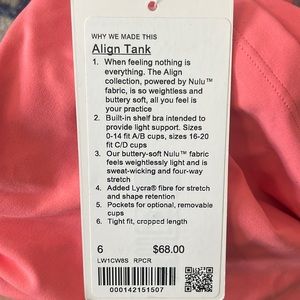 WHY WE MADE THIS
Align Tank
1. When feeling nothing is
everything. The Align
collection, powered by Nulu™
fabric, is so weightless and
buttery soft, all you feel is
your practice
2. Built-in shelf bra intended to
provide light support. Sizes
0-14 fit A/B cups, sizes 16-20
fit C/D cups
3. Our buttery-soft Nulu™ fabric
feels weightlessly light and is
sweat-wicking and four-way
stretch
4. Added Lycra® fibre for stretch
and shape retention
5. Pockets for optional, removable
cups
6. Tight fit, cropped length
6 $68.00
LW1CW8S RPCR
000142151507